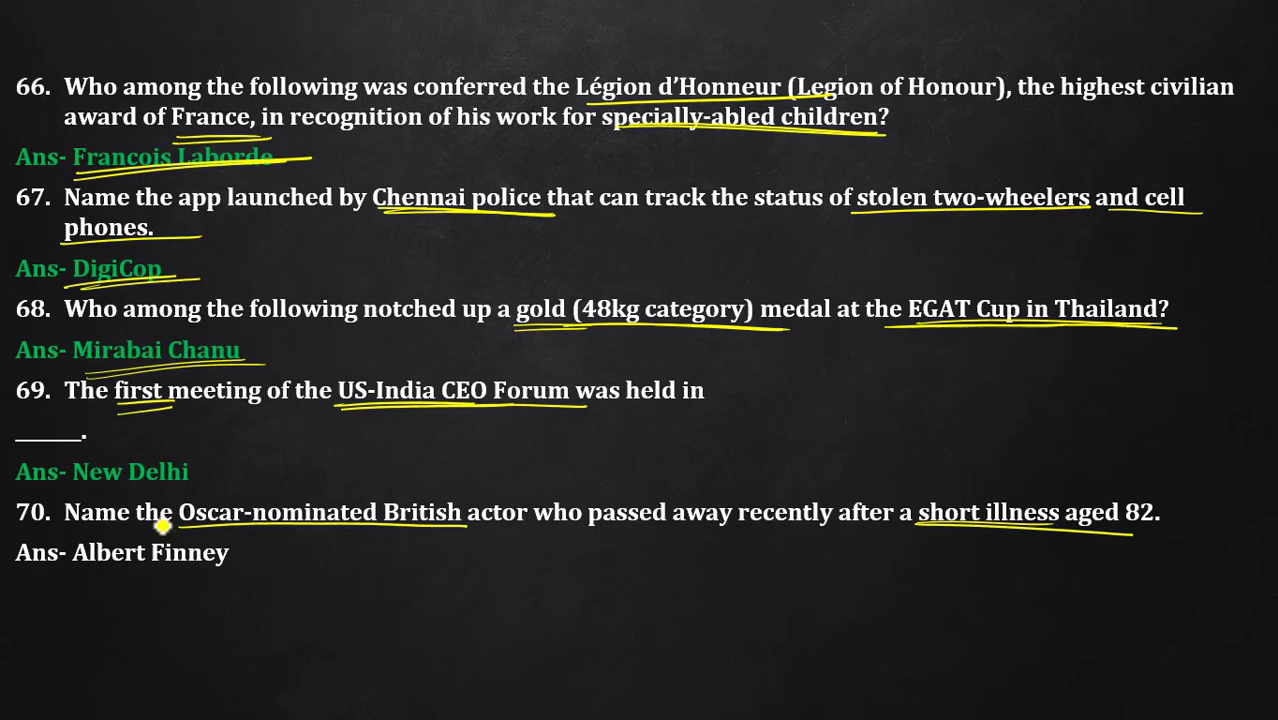 66. Who among the following was conferred the Légion d’Honneur (Legion of Honour), the highest civilian
award of France, in recognition of his work for specially-abled children?
Ans- Francois Laborde
67. Name the app launched by Chennai police that can track the status of stolen two-wheelers and cell
phones.
Ans- DigiCop
68. Who among the following notched up a gold (48kg category) medal at the EGAT Cup in Thailand?
Ans- Mirabai Chanu
69. The first meeting of the US-India CEO Forum was held in
______.
Ans- New Delhi
70. Name the Oscar-nominated British actor who passed away recently after a short illness aged 82.
Ans- Albert Finney